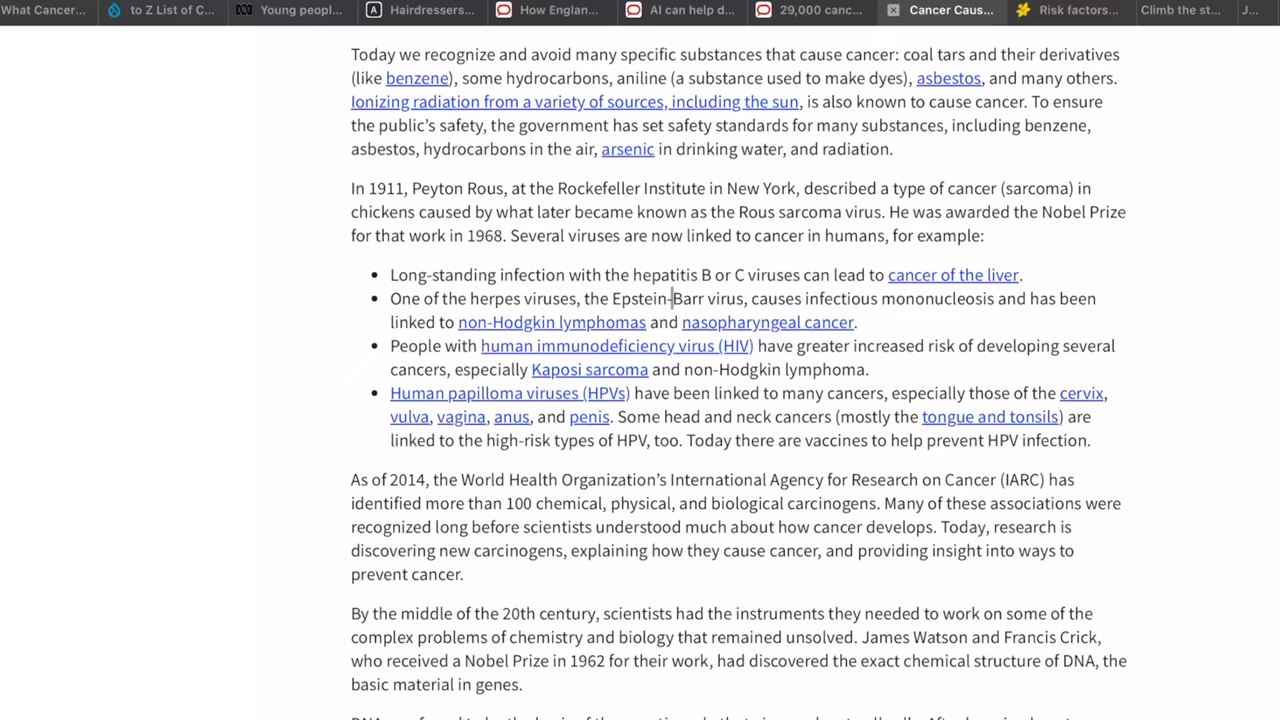 What Cancer... to Z List of C... Young peopl... Hairdressers... How Englan... AI can help d... 29,000 canc... Cancer Caus... Risk factors... Climb the st... J...
Today we recognize and avoid many specific substances that cause cancer: coal tars and their derivatives
(like benzene), some hydrocarbons, aniline (a substance used to make dyes), asbestos, and many others.
Ionizing radiation from a variety of sources, including the sun, is also known to cause cancer. To ensure
the public’s safety, the government has set safety standards for many substances, including benzene,
asbestos, hydrocarbons in the air, arsenic in drinking water, and radiation.
In 1911, Peyton Rous, at the Rockefeller Institute in New York, described a type of cancer (sarcoma) in
chickens caused by what later became known as the Rous sarcoma virus. He was awarded the Nobel Prize
for that work in 1968. Several viruses are now linked to cancer in humans, for example:
• Long-standing infection with the hepatitis B or C viruses can lead to cancer of the liver.
• One of the herpes viruses, the Epstein-Barr virus, causes infectious mononucleosis and has been
linked to non-Hodgkin lymphomas and nasopharyngeal cancer.
• People with human immunodeficiency virus (HIV) have greater increased risk of developing several
cancers, especially Kaposi sarcoma and non-Hodgkin lymphoma.
• Human papilloma viruses (HPVs) have been linked to many cancers, especially those of the cervix,
vulva, vagina, anus, and penis. Some head and neck cancers (mostly the tongue and tonsils) are
linked to the high-risk types of HPV, too. Today there are vaccines to help prevent HPV infection.
As of 2014, the World Health Organization’s International Agency for Research on Cancer (IARC) has
identified more than 100 chemical, physical, and biological carcinogens. Many of these associations were
recognized long before scientists understood much about how cancer develops. Today, research is
discovering new carcinogens, explaining how they cause cancer, and providing insight into ways to
prevent cancer.
By the middle of the 20th century, scientists had the instruments they needed to work on some of the
complex problems of chemistry and biology that remained unsolved. James Watson and Francis Crick,
who received a Nobel Prize in 1962 for their work, had discovered the exact chemical structure of DNA, the
basic material in genes.